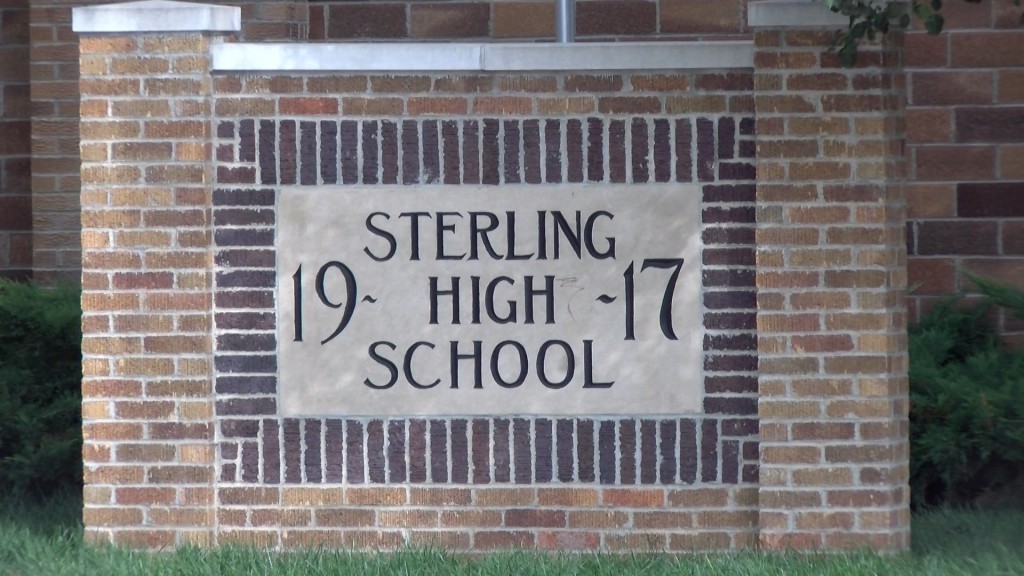 STERLING
19- HIGH -17
SCHOOL